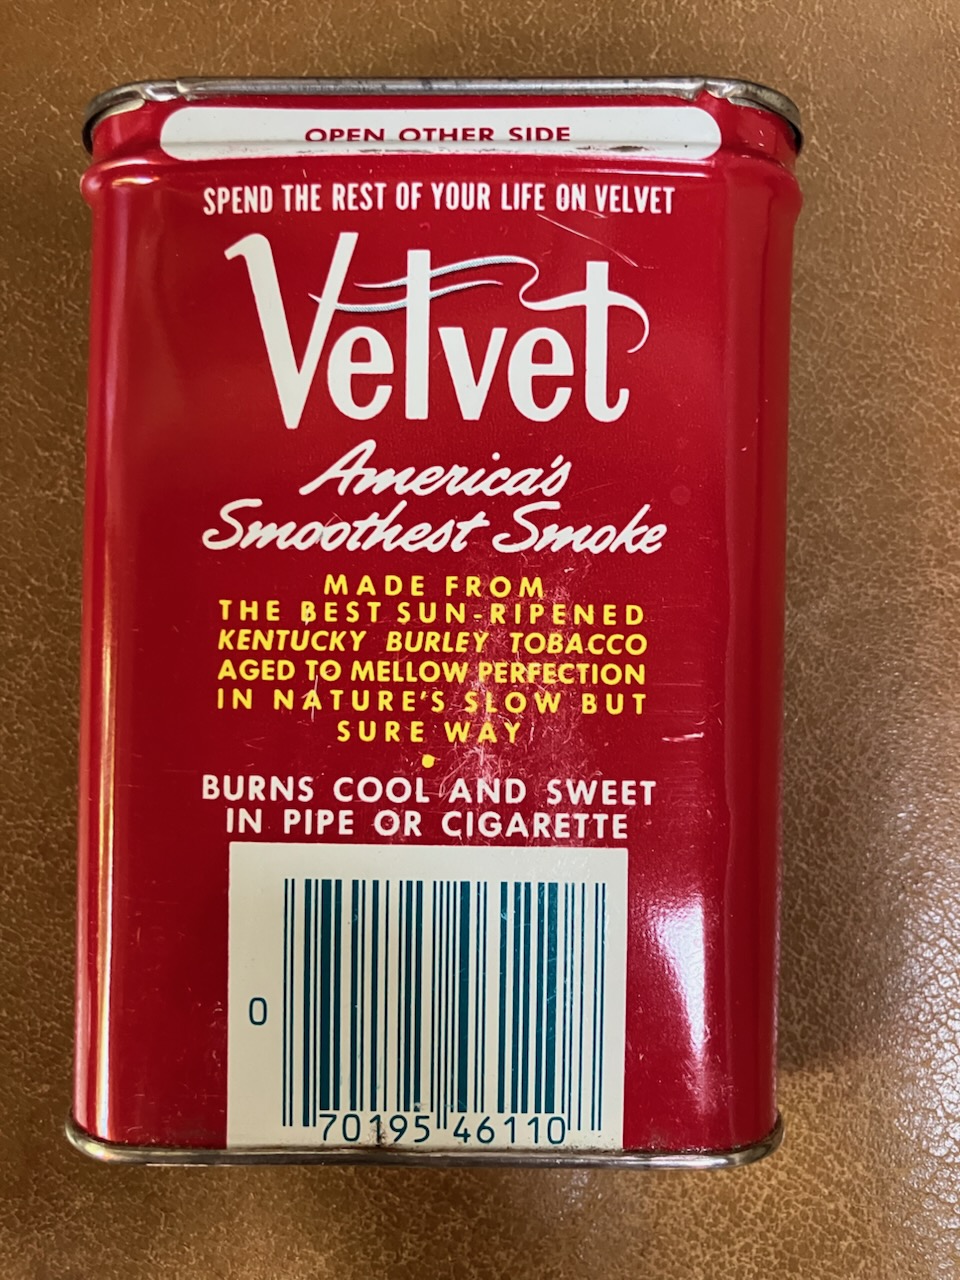 OPEN OTHER SIDE
SPEND THE REST OF YOUR LIFE ON VELVET
Velvet
America's
Smoothest Smoke
MADE FROM
THE BEST SUN-RIPENED
KENTUCKY BURLEY TOBACCO
AGED TO MELLOW PERFECTION
IN NATURE'S SLOW BUT
SURE WAY
BURNS COOL AND SWEET
IN PIPE OR CIGARETTE
0 70195 46110